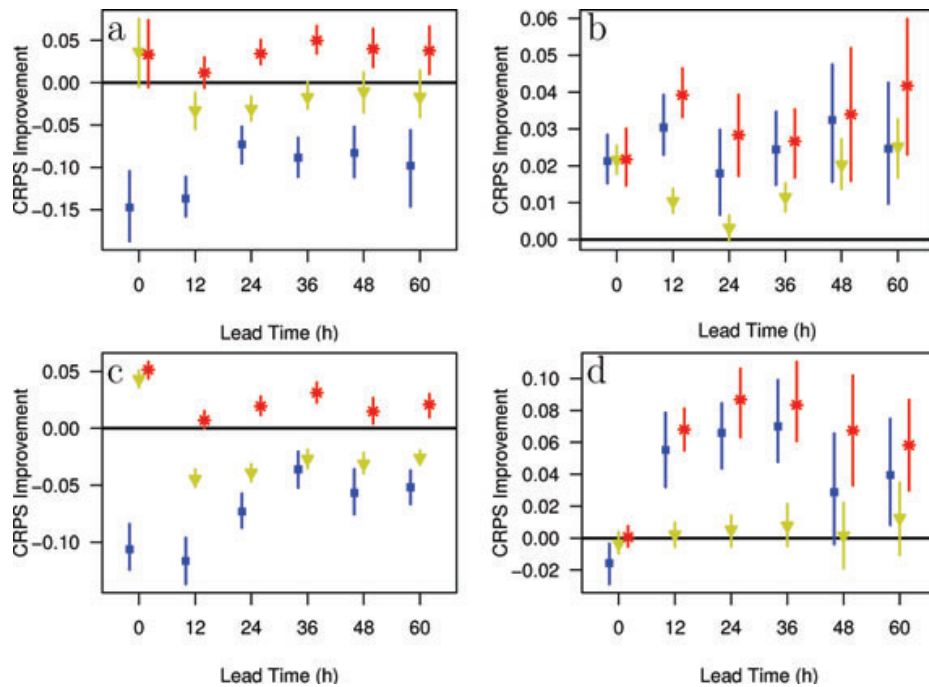 a
CRPS Improvement
0.05
0.00
−0.05
−0.10
−0.15
0 12 24 36 48 60
Lead Time (h)
b
CRPS Improvement
0.06
0.05
0.04
0.03
0.02
0.01
0.00
0 12 24 36 48 60
Lead Time (h)
c
CRPS Improvement
0.05
0.00
−0.05
−0.10
0 12 24 36 48 60
Lead Time (h)
d
CRPS Improvement
0.10
0.08
0.06
0.04
0.02
0.00
−0.02
0 12 24 36 48 60
Lead Time (h)